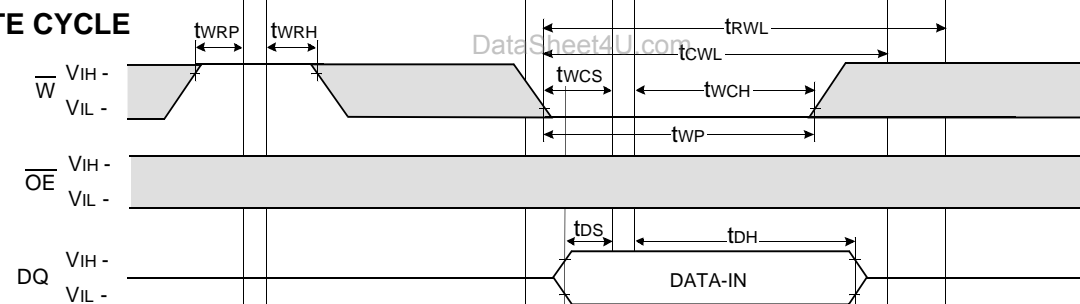 TE CYCLE
tWRP
tWRH
tRWL
DataSheet4U.com
tCWL
W
VIH -
VIL -
tWCS
tWCH
tWP
OE
VIH -
VIL -
tDS
tDH
DQ
VIH -
VIL -
DATA-IN